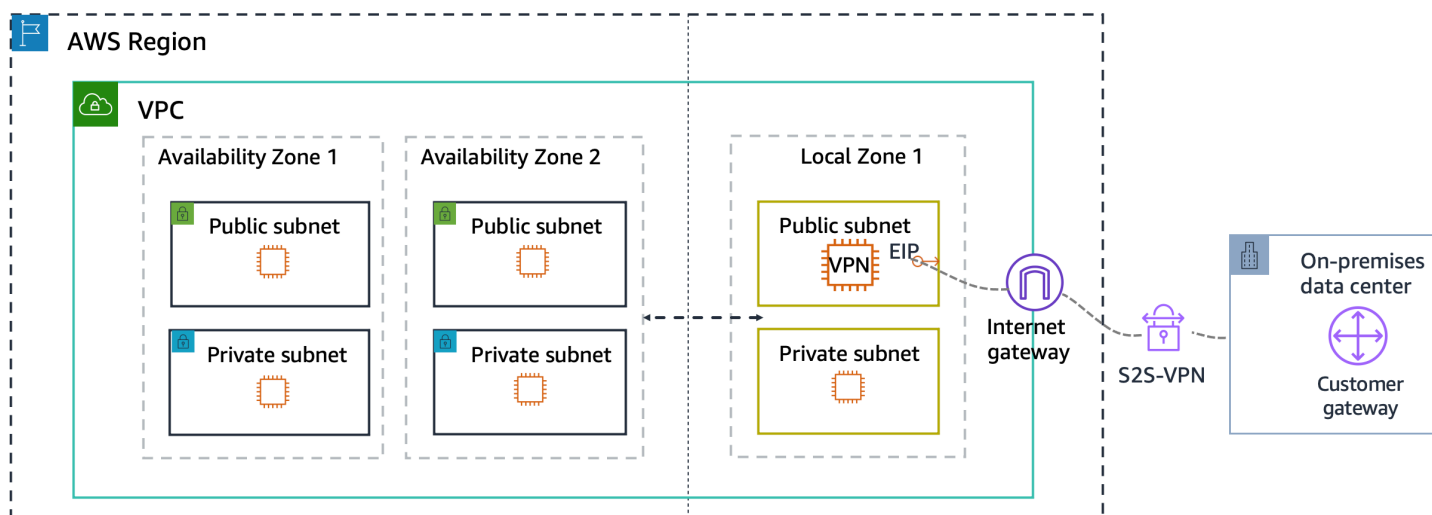 AWS Region
VPC
Availability Zone 1
Availability Zone 2
Local Zone 1
Public subnet
Public subnet
Public subnet
VPN
EIP
Private subnet
Private subnet
Private subnet
Internet
gateway
S2S-VPN
On-premises
data center
Customer
gateway